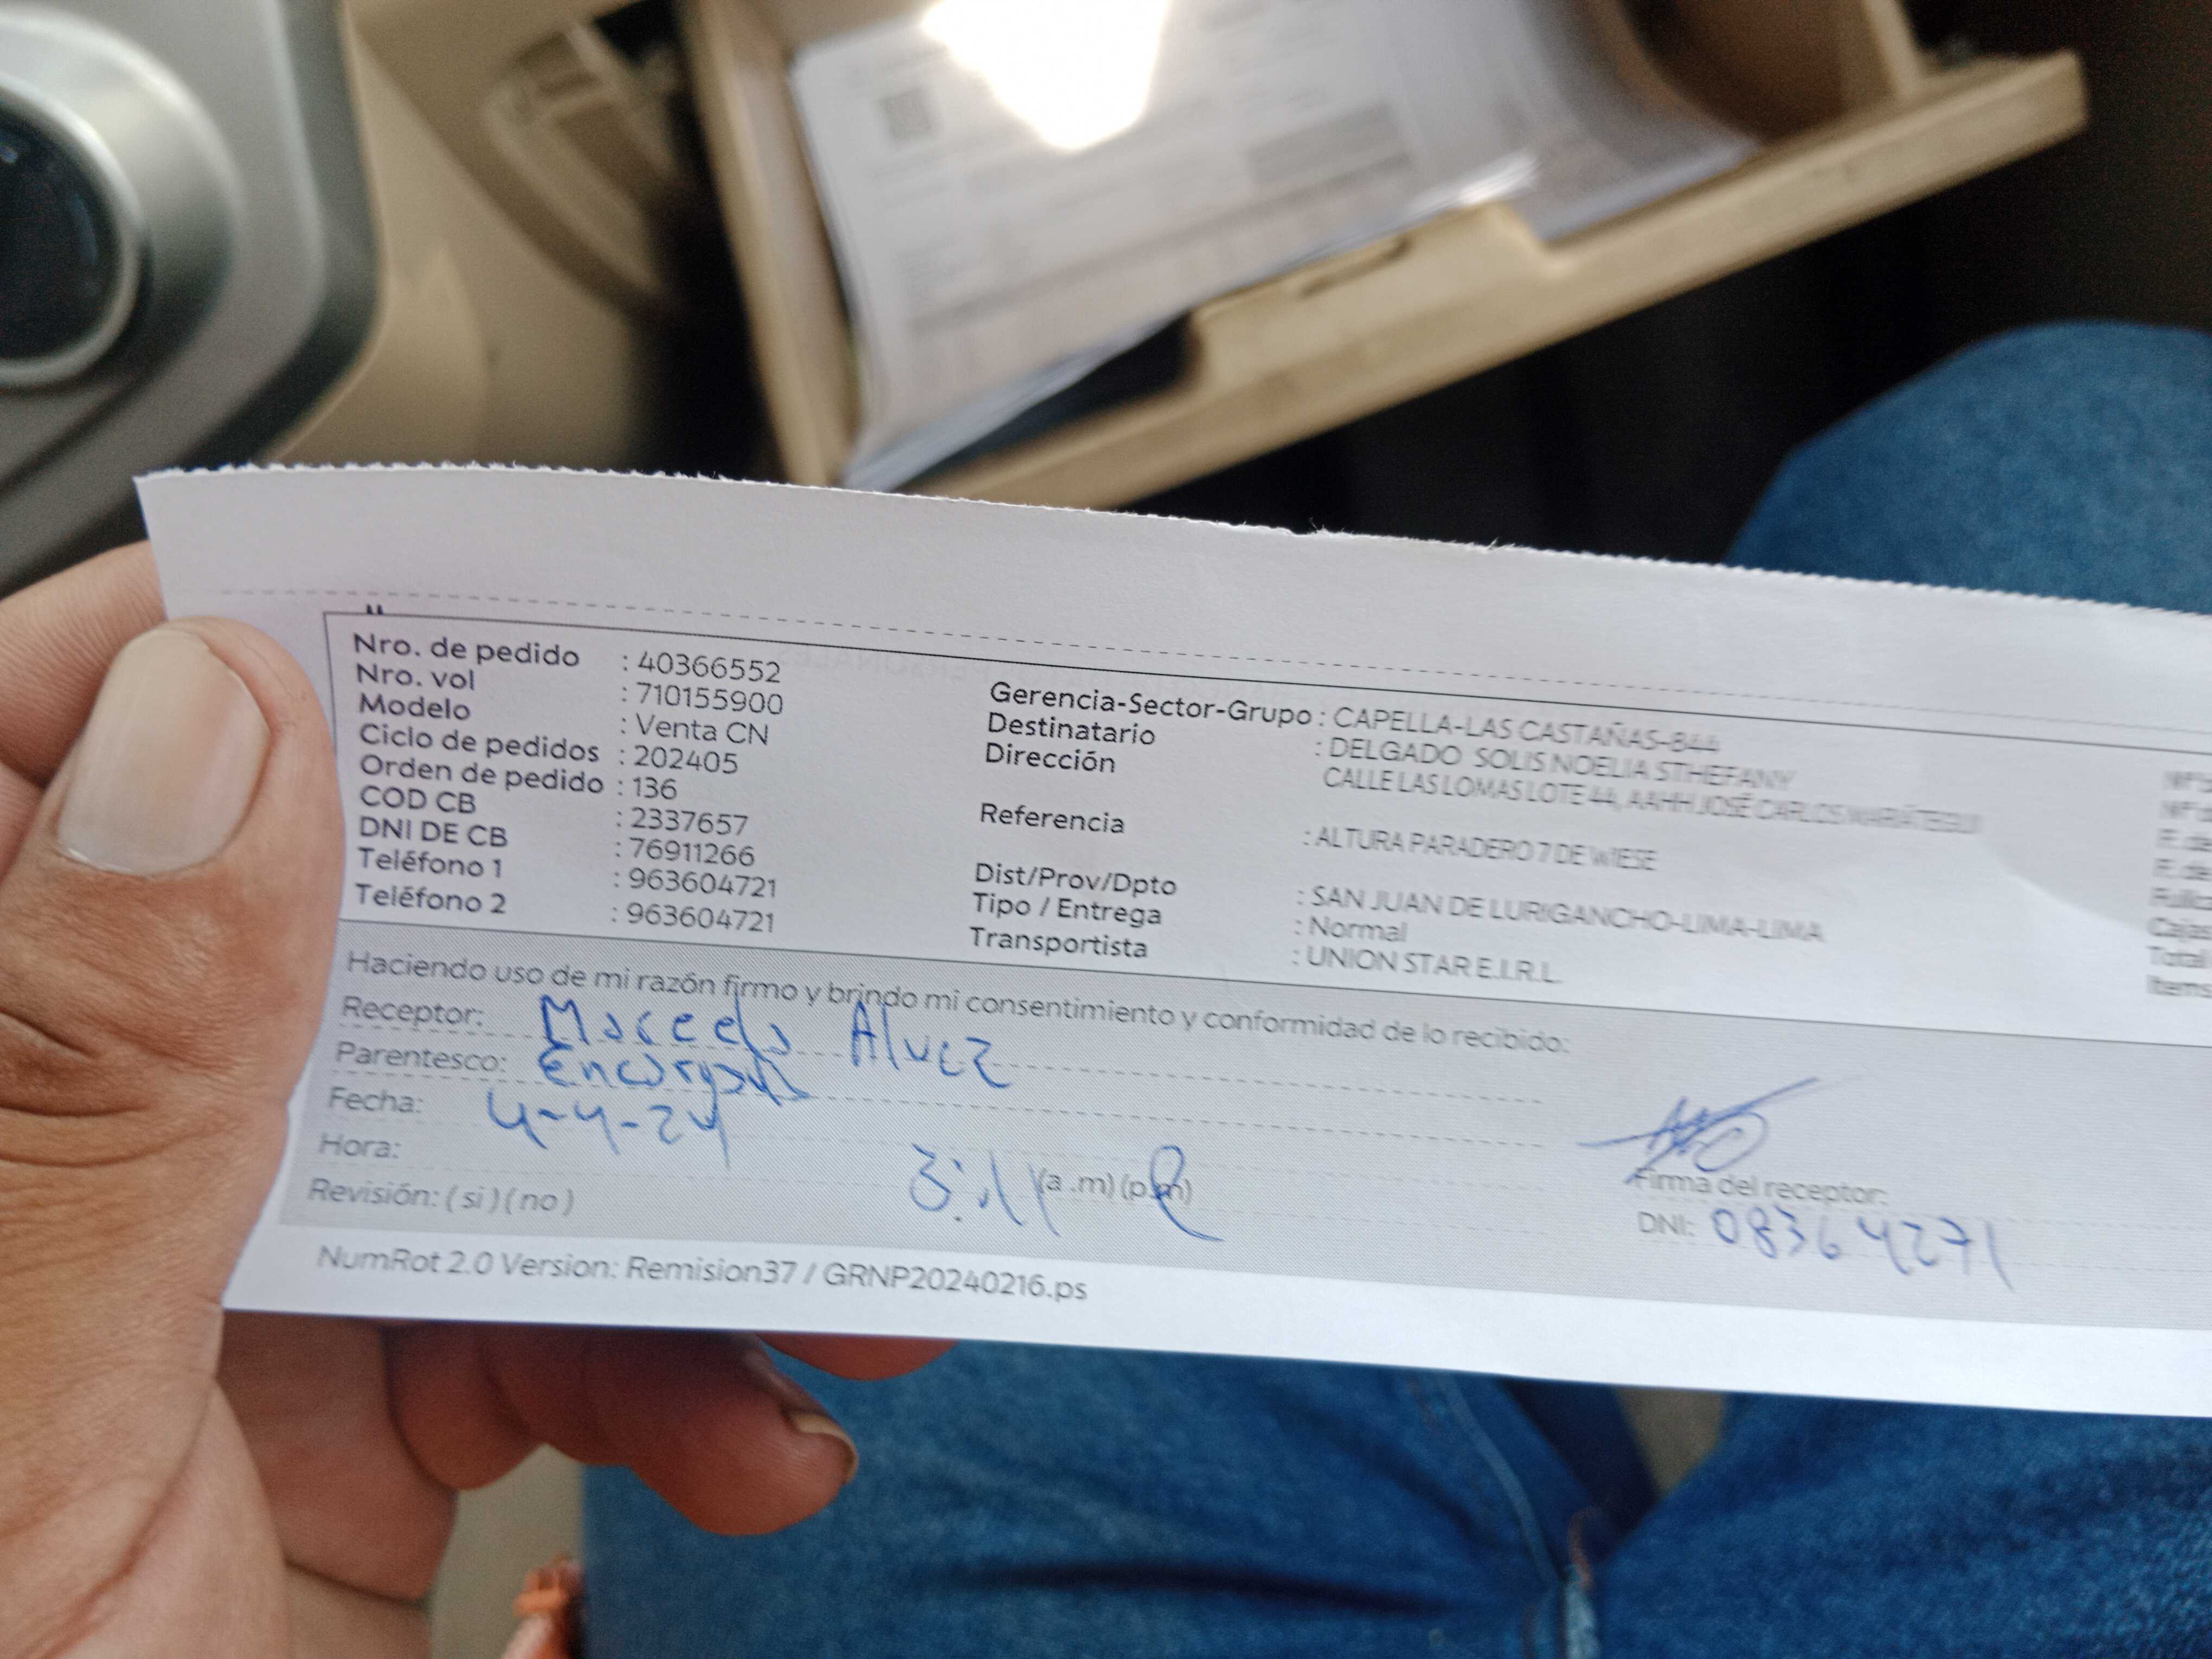 Nro. de pedido : 40366552
Nro. vol : 710155900
Modelo : Venta CN
Ciclo de pedidos : 202405
Orden de pedido : 136
COD CB : 2337657
DNI DE CB : 76911266
Teléfono 1 : 963604721
Teléfono 2 : 963604721
Gerencia-Sector-Grupo : CAPELLA-LAS CASTAÑAS-844
Destinatario : DELGADO SOLIS NOELIA STHEFANY
Dirección CALLE LAS LOMAS LOTE 44, AAHH JOSÉ CARLOS MARIÁTEGUI
Referencia : ALTURA PARADERO 7 DE WIESE
Dist/Prov/Dpto : SAN JUAN DE LURIGANCHO-LIMA-LIMA
Tipo / Entrega : Normal
Transportista : UNION STAR E.I.R.L.
Total
Items
Haciendo uso de mi razón firmo y brindo mi consentimiento y conformidad de lo recibido:
Receptor: Marcelo
Parentesco: Encargado
Fecha: 4-4-24
Hora: (a .m) (p.m)
Revisión: ( si ) ( no )
Firma del receptor:
DNI: 08364271
NumRot 2.0 Version: Remision37 / GRNP20240216.ps